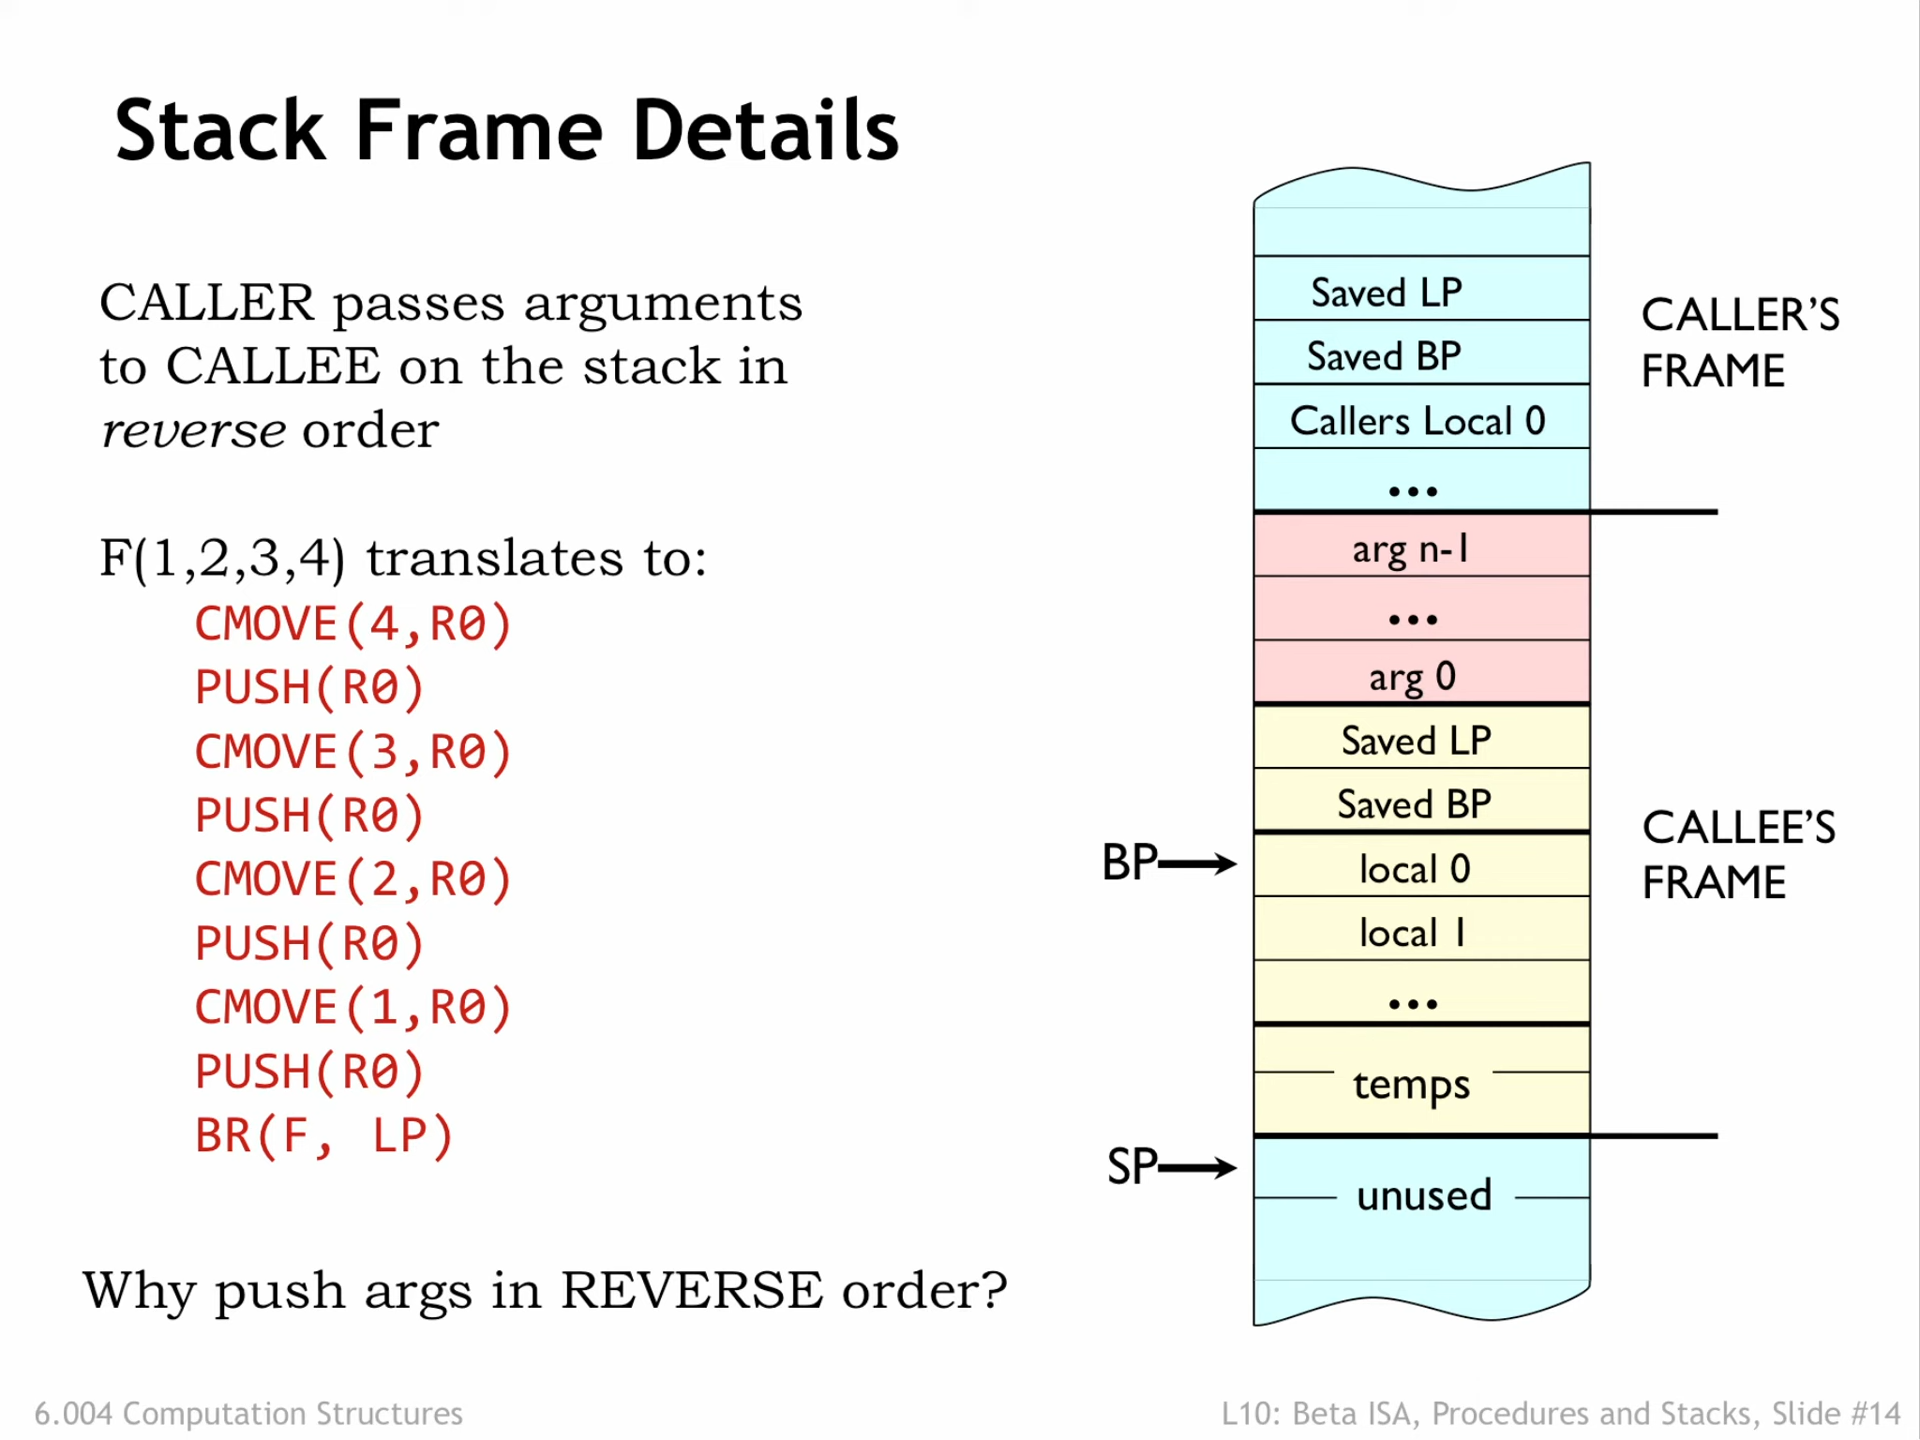 Stack Frame Details
CALLER passes arguments
to CALLEE on the stack in
reverse order
F(1,2,3,4) translates to:
CMOVE(4,R0)
PUSH(R0)
CMOVE(3,R0)
PUSH(R0)
CMOVE(2,R0)
PUSH(R0)
CMOVE(1,R0)
PUSH(R0)
BR(F, LP)
Why push args in REVERSE order?
Saved LP
Saved BP
Callers Local 0
...
arg n-1
...
arg 0
Saved LP
Saved BP
local 0
local 1
...
temps
unused
BP
SP
CALLER'S
FRAME
CALLEE'S
FRAME
6.004 Computation Structures
L10: Beta ISA, Procedures and Stacks, Slide #14